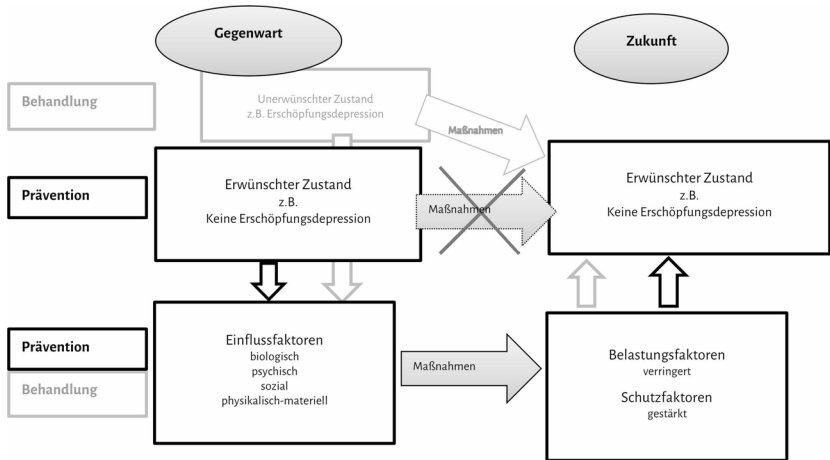 Gegenwart
Zukunft
Behandlung
Unerwünschter Zustand
z.B. Erschöpfungsdepression
Maßnahmen
Prävention
Erwünschter Zustand
z.B.
Keine Erschöpfungsdepression
Maßnahmen
Erwünschter Zustand
z.B.
Keine Erschöpfungsdepression
Prävention
Behandlung
Einflussfaktoren
biologisch
psychisch
sozial
physikalisch-materiell
Maßnahmen
Belastungsfaktoren
verringert
Schutzfaktoren
gestärkt